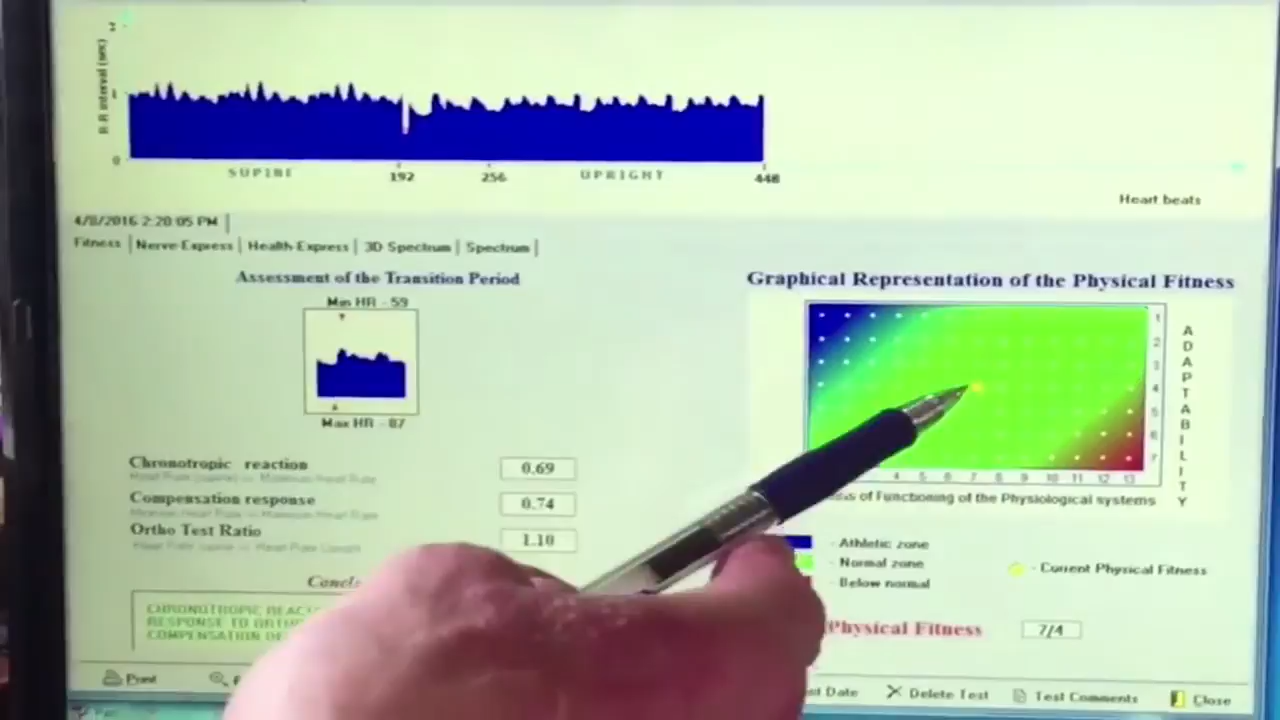 2
R-R Interval (sec)
1
0
SUPINE 192 256 UPRIGHT 448
Heart beats
4/8/2016 2:20:05 PM
Fitness Nerve-Express Health-Express 3D Spectrum Spectrum
Assessment of the Transition Period
Min HR - 59
Max HR - 87
Chronotropic reaction 0.69
Compensation response 0.74
Ortho Test Ratio 1.10
CHRONOTROPIC
RESPONSE TO
COMPENSATION
Graphical Representation of the Physical Fitness
1
2
3
4
5
6
7
ADAPTABILITY
4 5 6 7 8 9 10 11 12 13
of Functioning of the Physiological systems
- Athletic zone
- Normal zone
- Below normal
- Current Physical Fitness
Physical Fitness 7/4
Print
Date Delete Test Test Comments Close